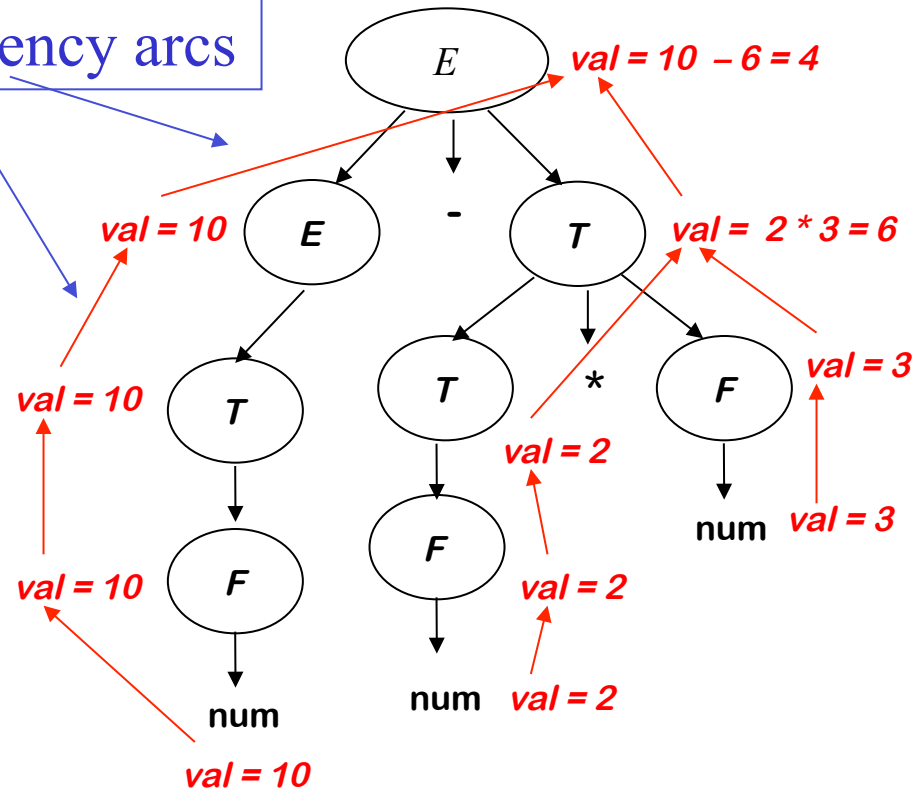 ency arcs
E
val = 10 – 6 = 4
val = 10
E
-
T
val = 2 * 3 = 6
val = 10
T
T
*
F
val = 3
val = 2
num
val = 3
val = 10
F
F
val = 2
num
num
val = 2
val = 10